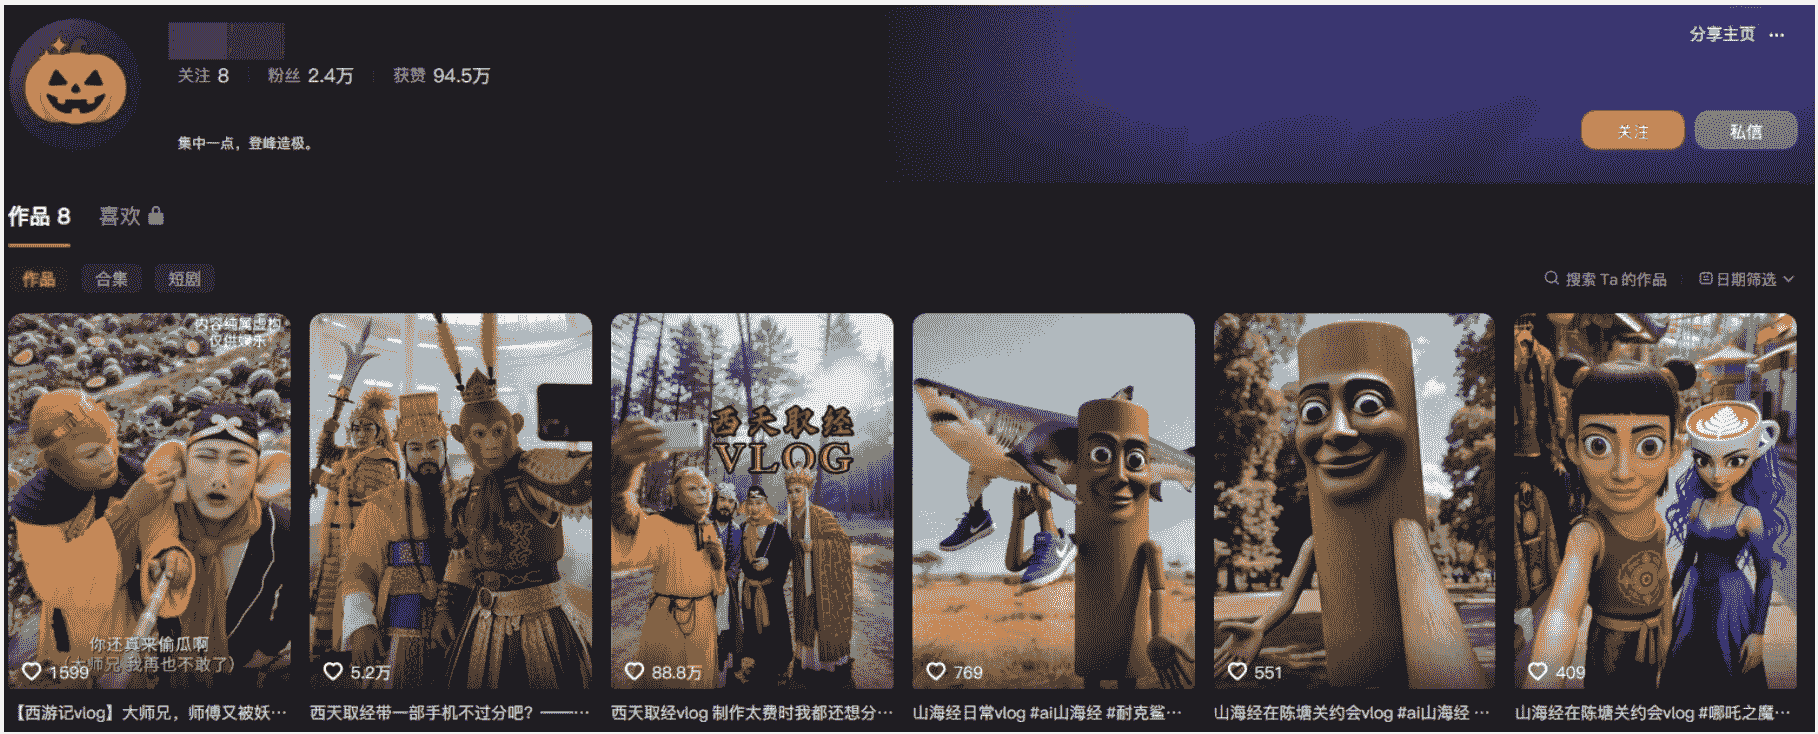 分享主页 ···
关注 8 粉丝 2.4万 获赞 94.5万
关注 私信
集中一点，登峰造极。
作品 8 喜欢
作品 合集 短剧
搜索 Ta 的作品 日期筛选
内容纯属虚构
仅供娱乐
西天取经
VLOG
你还真来偷瓜啊
（大师兄 我再也不敢了）
1599 5.2万 88.8万 769 551 409
【西游记vlog】大师兄，师傅又被妖···
西天取经带一部手机不过分吧？——···
西天取经vlog 制作太费时我都还想分···
山海经日常vlog #ai山海经 #耐克鲨···
山海经在陈塘关约会vlog #ai山海经 ···
山海经在陈塘关约会vlog #哪吒之魔···